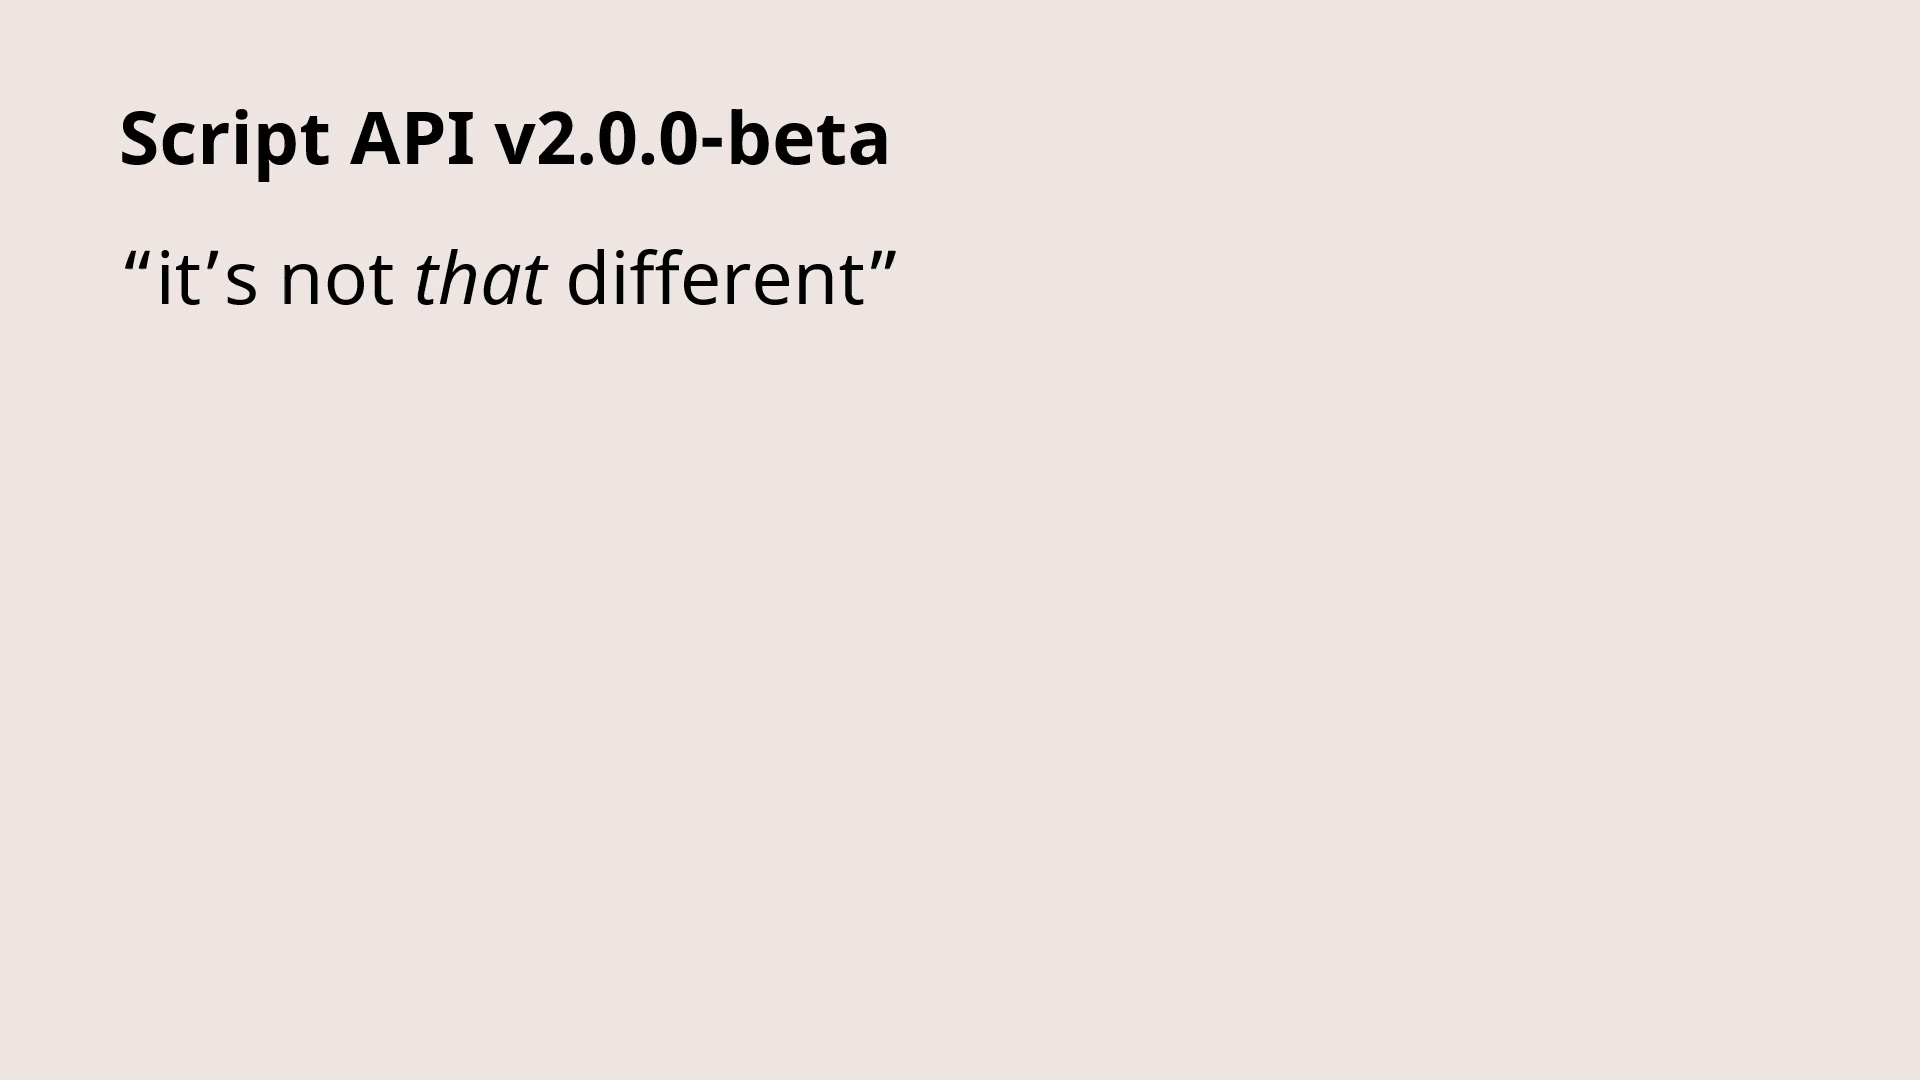 Script API v2.0.0-beta
“it’s not that different”